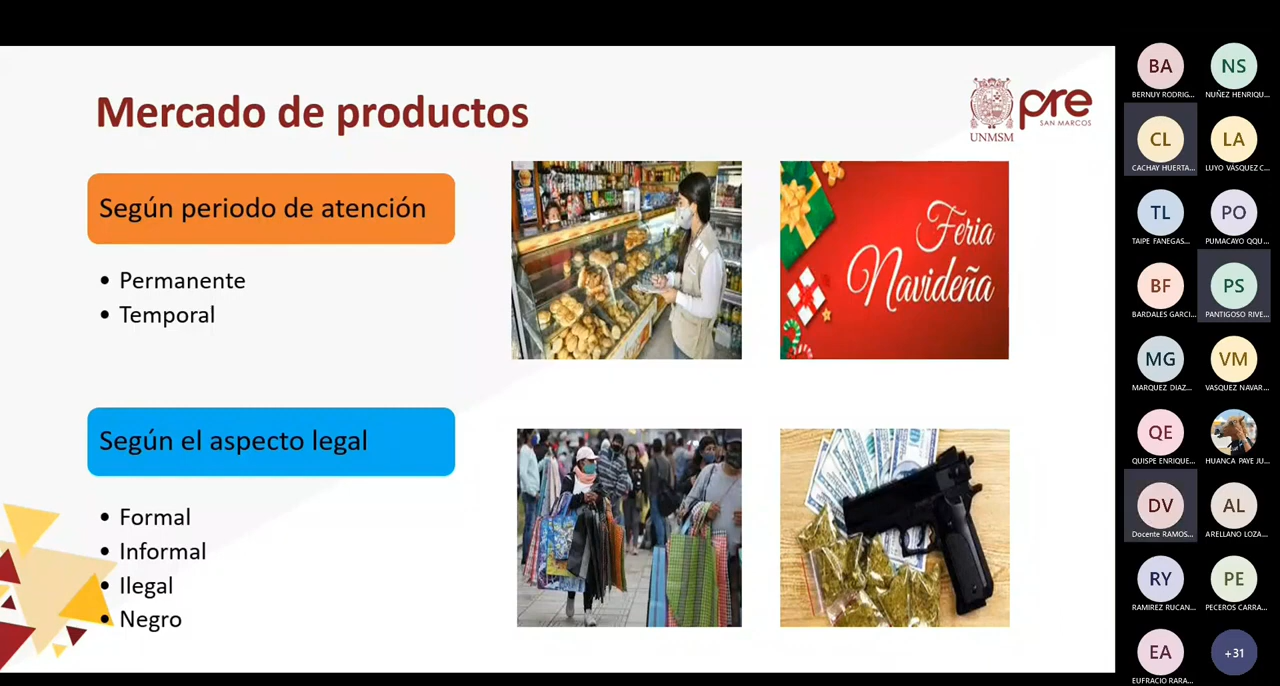 Mercado de productos
UNMSM
pre
SAN MARCOS
Según periodo de atención
• Permanente
• Temporal
Feria
Navideña
Según el aspecto legal
• Formal
• Informal
• Ilegal
• Negro
BA
BERNUY RODRIG...
NS
NUÑEZ HENRIQU...
CL
CACHAY HUERTA...
LA
LUYO VÁSQUEZ C...
TL
TAIPE FANEGAS...
PO
PUMACAYO QQU...
BF
BARDALES GARCI...
PS
PANTIGOSO RIVE...
MG
MARQUEZ DIAZ...
VM
VASQUEZ NAVAR...
QE
QUISPE ENRIQUE...
HUANCA PAYE JU...
DV
Docente RAMOS...
AL
ARELLANO LOZA...
RY
RAMIREZ RUCAN...
PE
PECEROS CARRA...
EA
EUFRACIO RARA...
+31